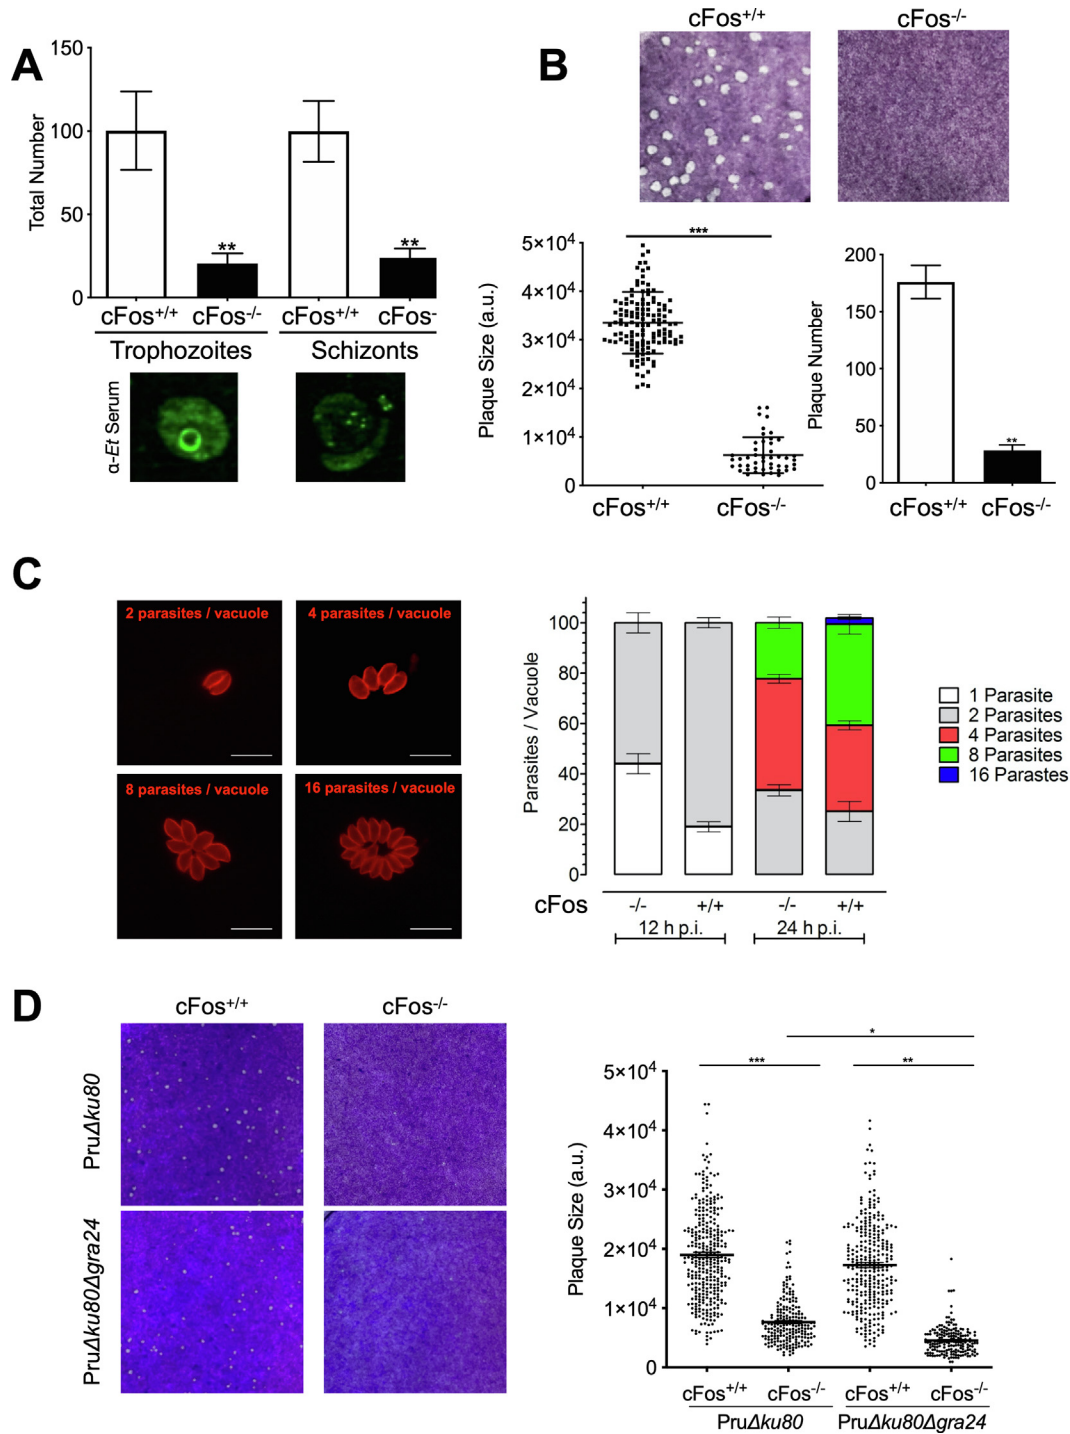 A
150
100
50
0
Total Number
cFos+/+ cFos-/- cFos+/+ cFos-
Trophozoites Schizonts
α-Et Serum
** **
B
cFos+/+ cFos-/-
***
5×10⁴
4×10⁴
3×10⁴
2×10⁴
1×10⁴
0
Plaque Size (a.u.)
cFos+/+ cFos-/-
200
150
100
50
0
Plaque Number
**
cFos+/+ cFos-/-
C
2 parasites / vacuole 4 parasites / vacuole
8 parasites / vacuole 16 parasites / vacuole
100
80
60
40
20
0
Parasites / Vacuole
cFos -/- +/+ -/- +/+
12 h p.i. 24 h p.i.
1 Parasite
2 Parasites
4 Parasites
8 Parasites
16 Parastes
D
cFos+/+ cFos-/-
PruΔku80
PruΔku80Δgra24
*
*** **
5×10⁴
4×10⁴
3×10⁴
2×10⁴
1×10⁴
0
Plaque Size (a.u.)
cFos+/+ cFos-/- cFos+/+ cFos-/-
PruΔku80 PruΔku80Δgra24